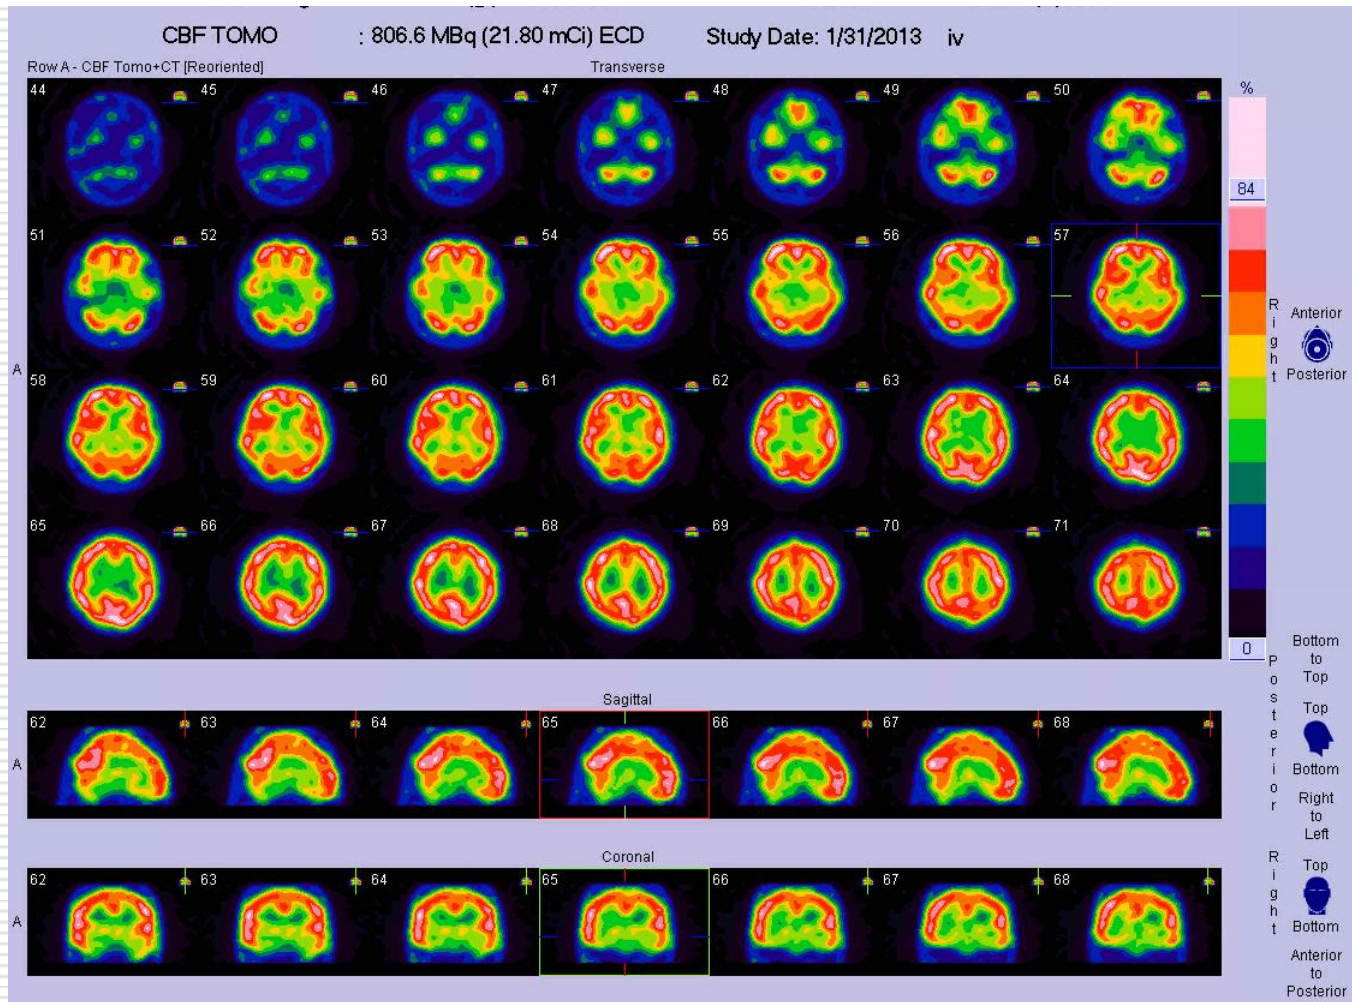 CBF TOMO : 806.6 MBq (21.80 mCi) ECD Study Date: 1/31/2013 iv
Row A - CBF Tomo+CT [Reoriented] Transverse
%
44 45 46 47 48 49 50
84
51 52 53 54 55 56 57
Right
Anterior
Posterior
A
58 59 60 61 62 63 64
65 66 67 68 69 70 71
0
Bottom
to
Top
Sagittal
62 63 64 65 66 67 68
A
Posterior
Top
Bottom
Right
to
Left
Coronal
62 63 64 65 66 67 68
A
Right
Top
Bottom
Anterior
to
Posterior